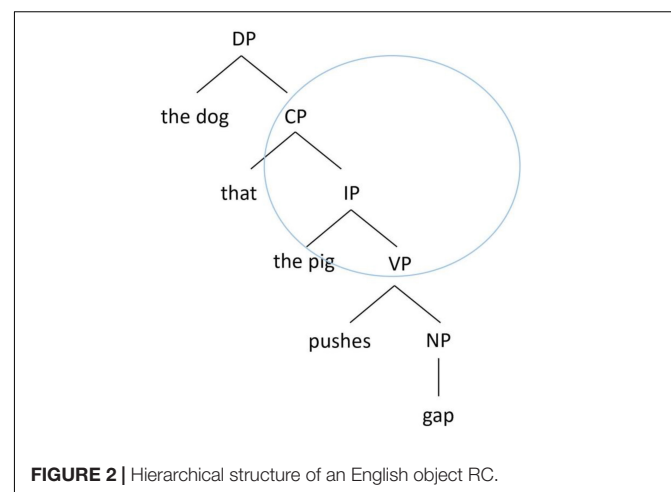 DP
the dog CP
that IP
the pig VP
pushes NP
gap
FIGURE 2 | Hierarchical structure of an English object RC.